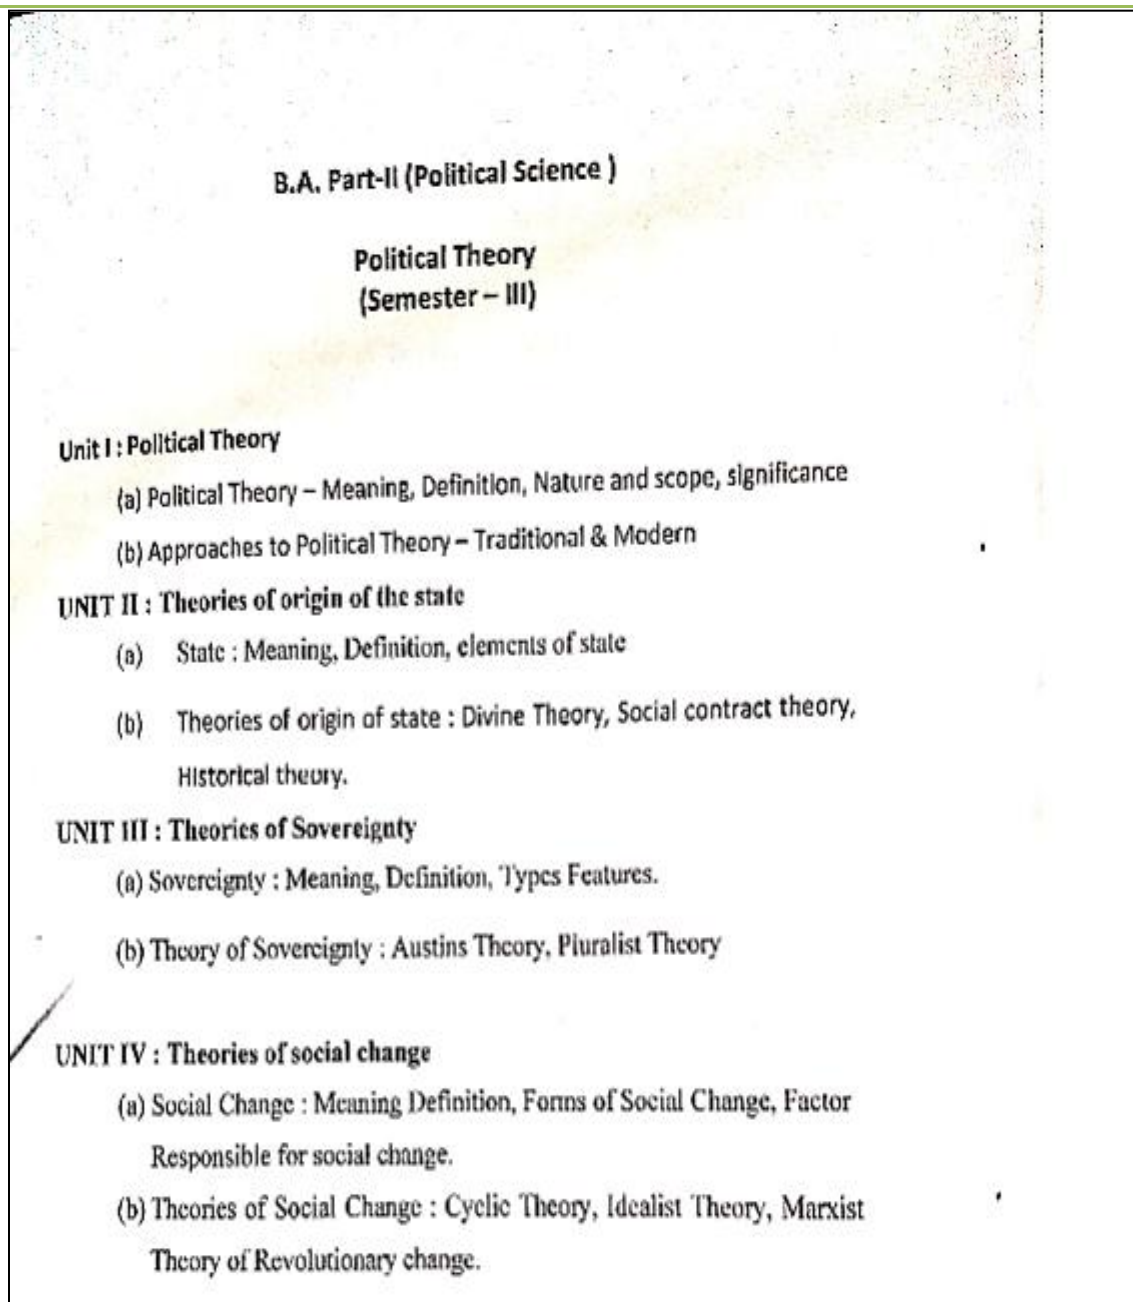 B.A. Part-II (Political Science )
Political Theory
(Semester – III)
Unit I : Political Theory
(a) Political Theory – Meaning, Definition, Nature and scope, significance
(b) Approaches to Political Theory – Traditional & Modern
UNIT II : Theories of origin of the state
(a) State : Meaning, Definition, elements of state
(b) Theories of origin of state : Divine Theory, Social contract theory,
Historical theory.
UNIT III : Theories of Sovereignty
(a) Sovereignty : Meaning, Definition, Types Features.
(b) Theory of Sovereignty : Austins Theory, Pluralist Theory
UNIT IV : Theories of social change
(a) Social Change : Meaning Definition, Forms of Social Change, Factor
Responsible for social change.
(b) Theories of Social Change : Cyclic Theory, Idealist Theory, Marxist
Theory of Revolutionary change.